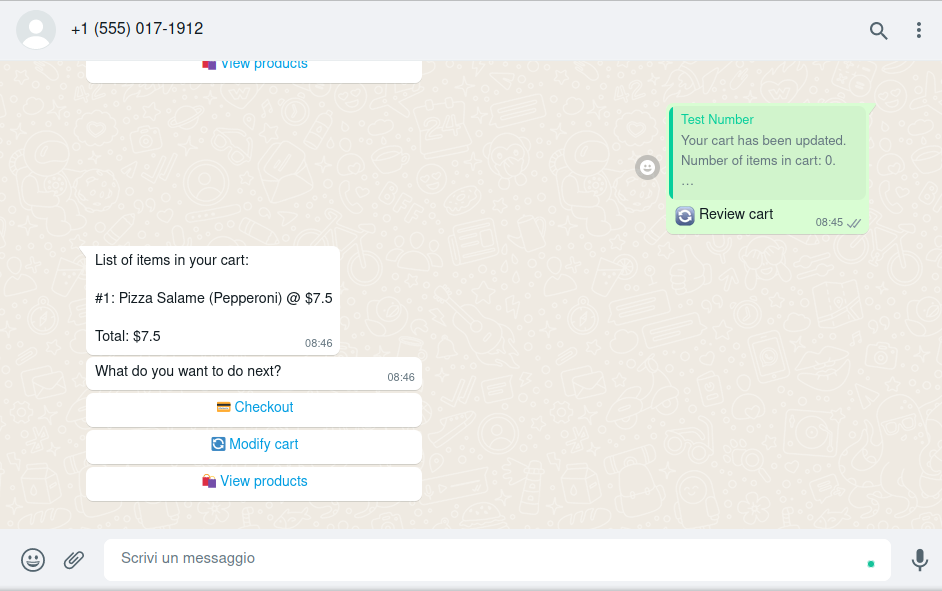 +1 (555) 017-1912
View products
Test Number
Your cart has been updated.
Number of items in cart: 0.
...
Review cart
08:45
List of items in your cart:
#1: Pizza Salame (Pepperoni) @ $7.5
Total: $7.5
08:46
What do you want to do next?
08:46
Checkout
Modify cart
View products
Scrivi un messaggio